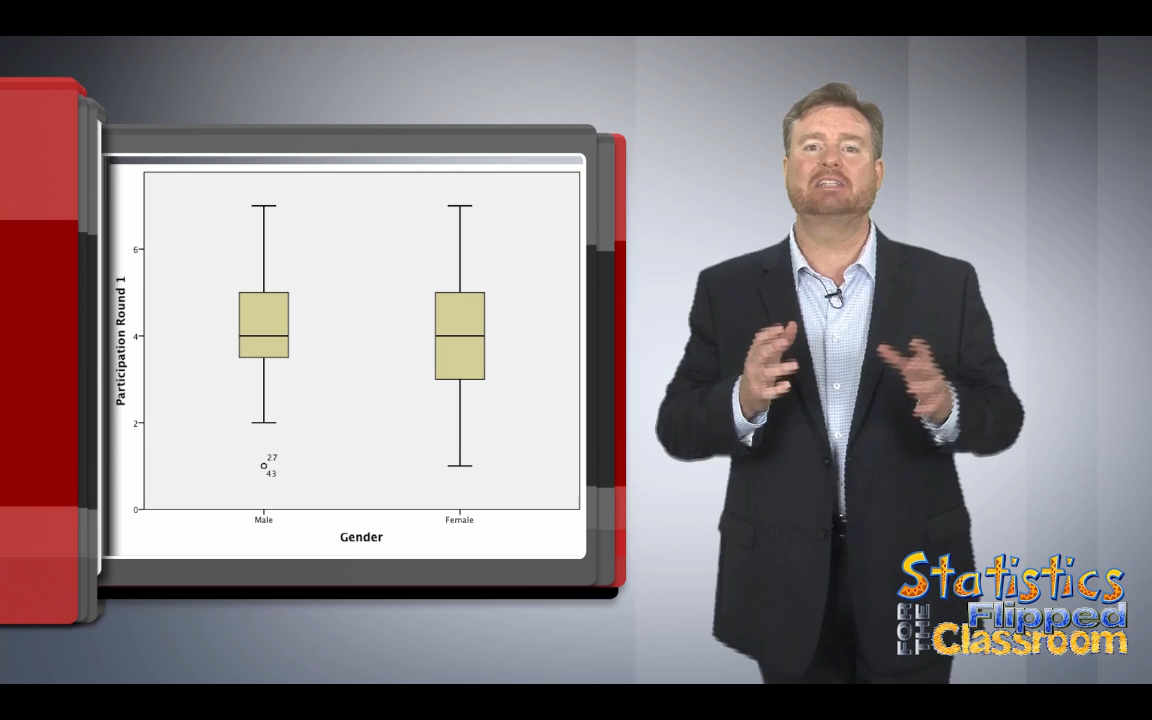 Participation Round 1
6
4
2
0
27
43
Male
Female
Gender
Statistics
FOR THE
Flipped
Classroom